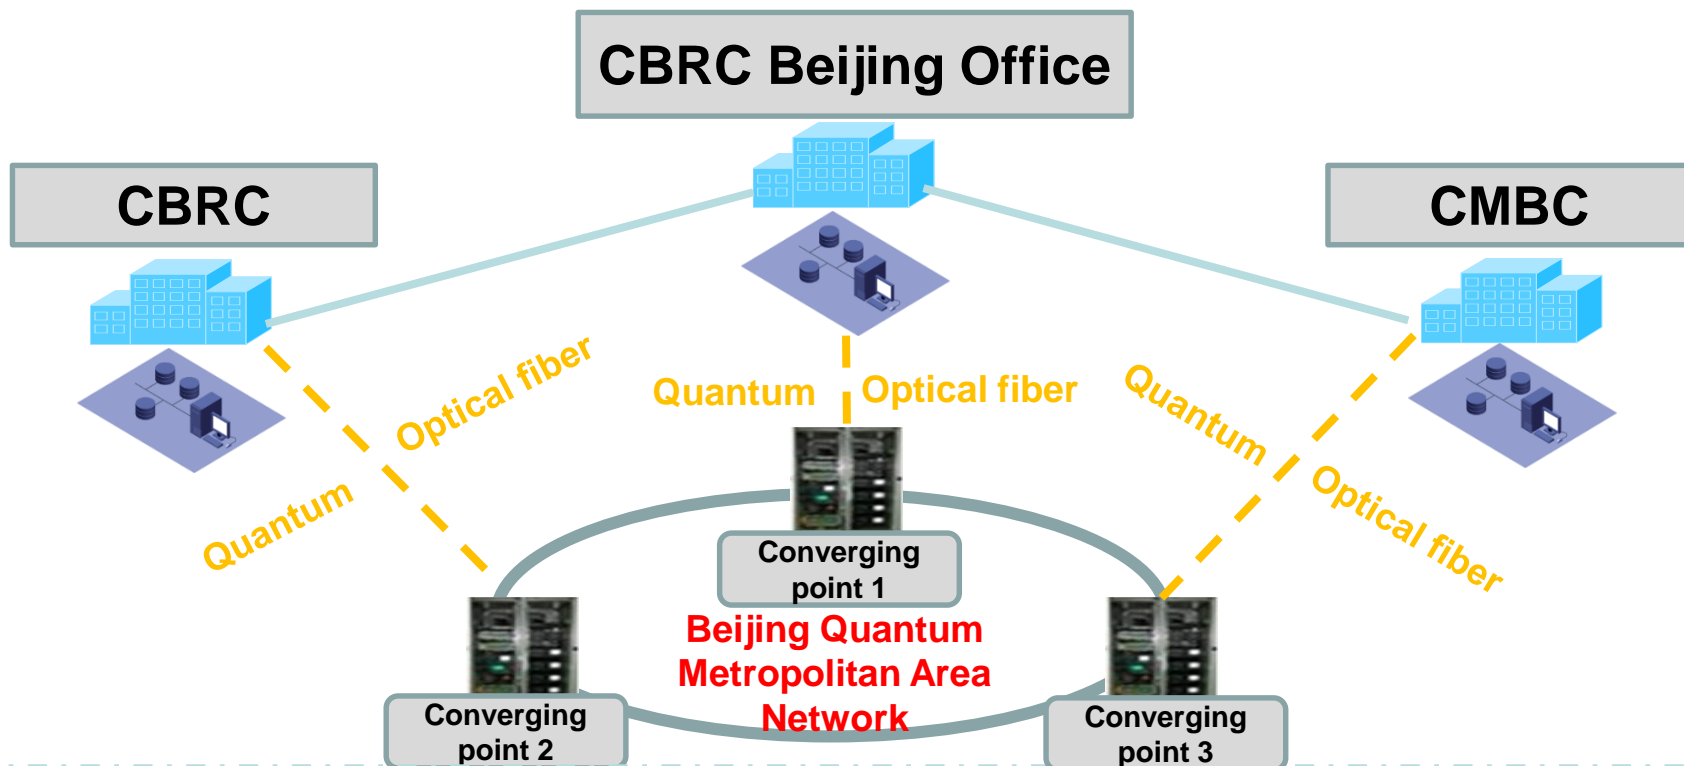 CBRC Beijing Office
CBRC
CMBC
Quantum
Optical fiber
Quantum
Optical fiber
Quantum
Optical fiber
Converging
point 1
Beijing Quantum
Metropolitan Area
Network
Converging
point 2
Converging
point 3